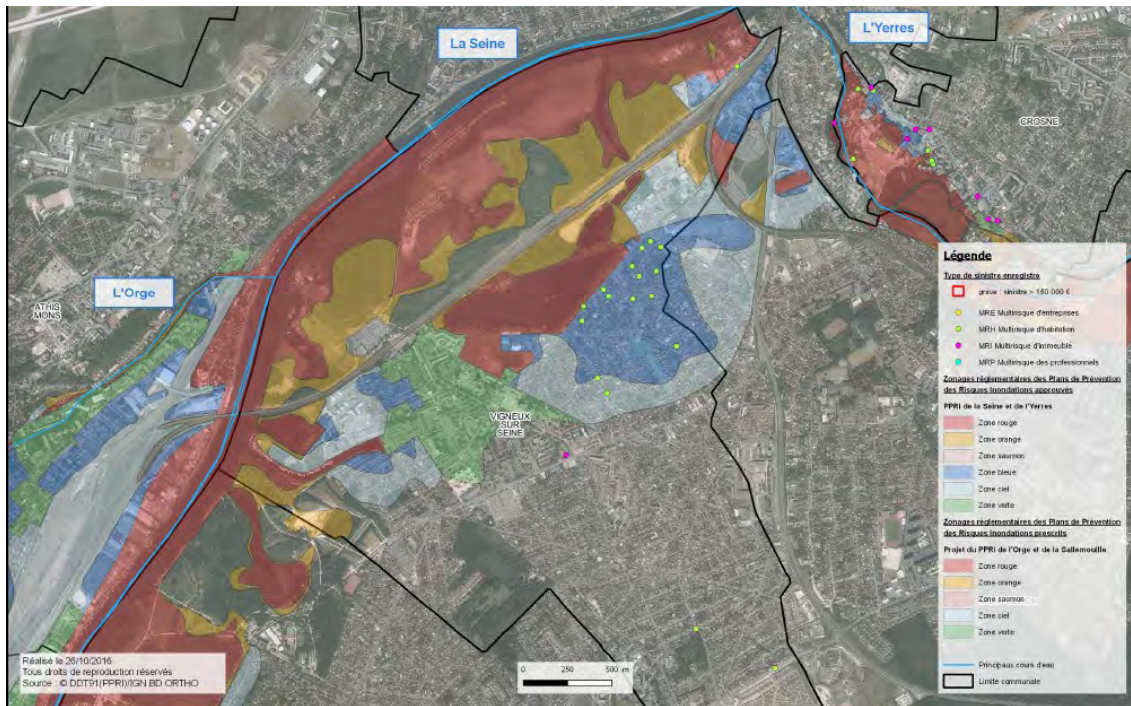 La Seine
L'Yerres
CROSNE
L'Orge
ATHIS
MONS
VIGNEUX
SUR
SEINE
Légende
Type de sinistre enregistré
grave : sinistre > 150 000 €
MRE Multirisque d'entreprises
MRH Multirisque d'habitation
MRI Multirisque d'immeuble
MRP Multirisque des professionnels
Zonages réglementaires des Plans de Prévention
des Risques Inondations approuvés
PPRI de la Seine et de l'Yerres
Zone rouge
Zone orange
Zone saumon
Zone bleue
Zone ciel
Zone verte
Zonages réglementaires des Plans de Prévention
des Risques Inondations prescrits
Projet du PPRI de l'Orge et de la Sallemouille
Zone rouge
Zone orange
Zone saumon
Zone ciel
Zone verte
Principaux cours d'eau
Limite communale
Réalisé le 26/10/2016
Tous droits de reproduction réservés
Source : © DDT91(PPRI)/IGN BD ORTHO
0 250 500 m